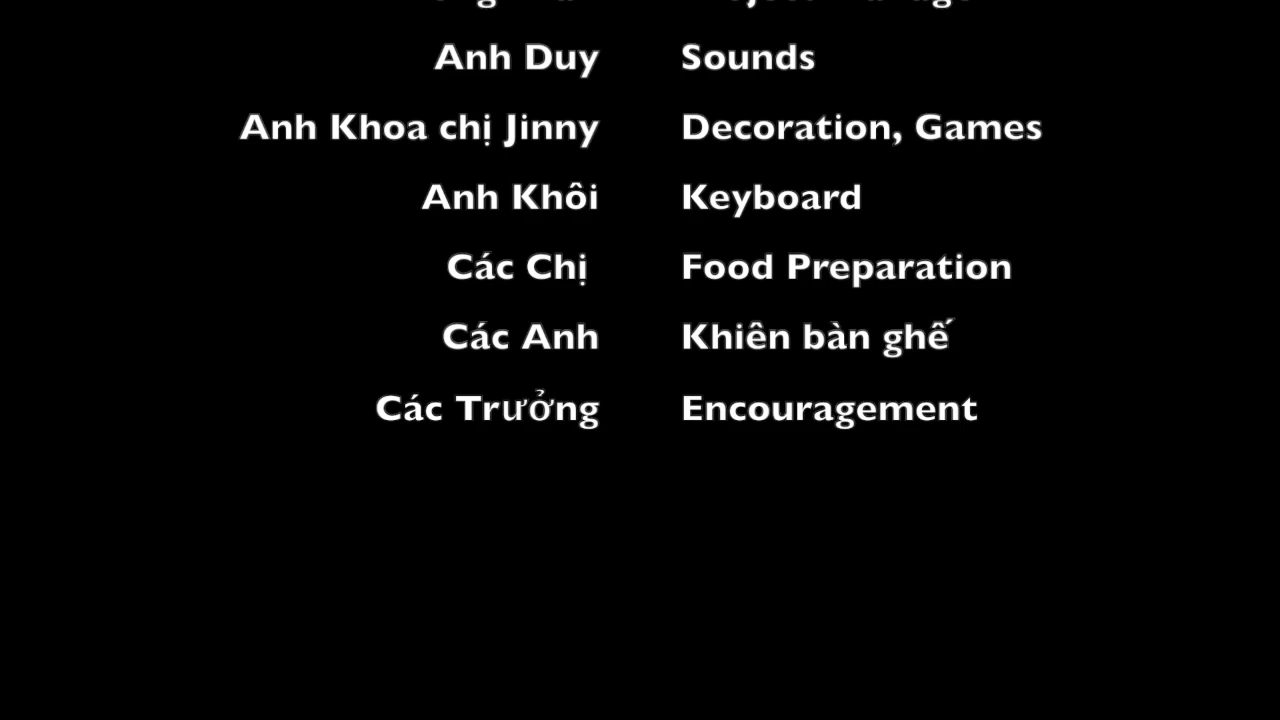 Anh Duy Sounds
Anh Khoa chị Jinny Decoration, Games
Anh Khôi Keyboard
Các Chị Food Preparation
Các Anh Khiên bàn ghế
Các Trưởng Encouragement